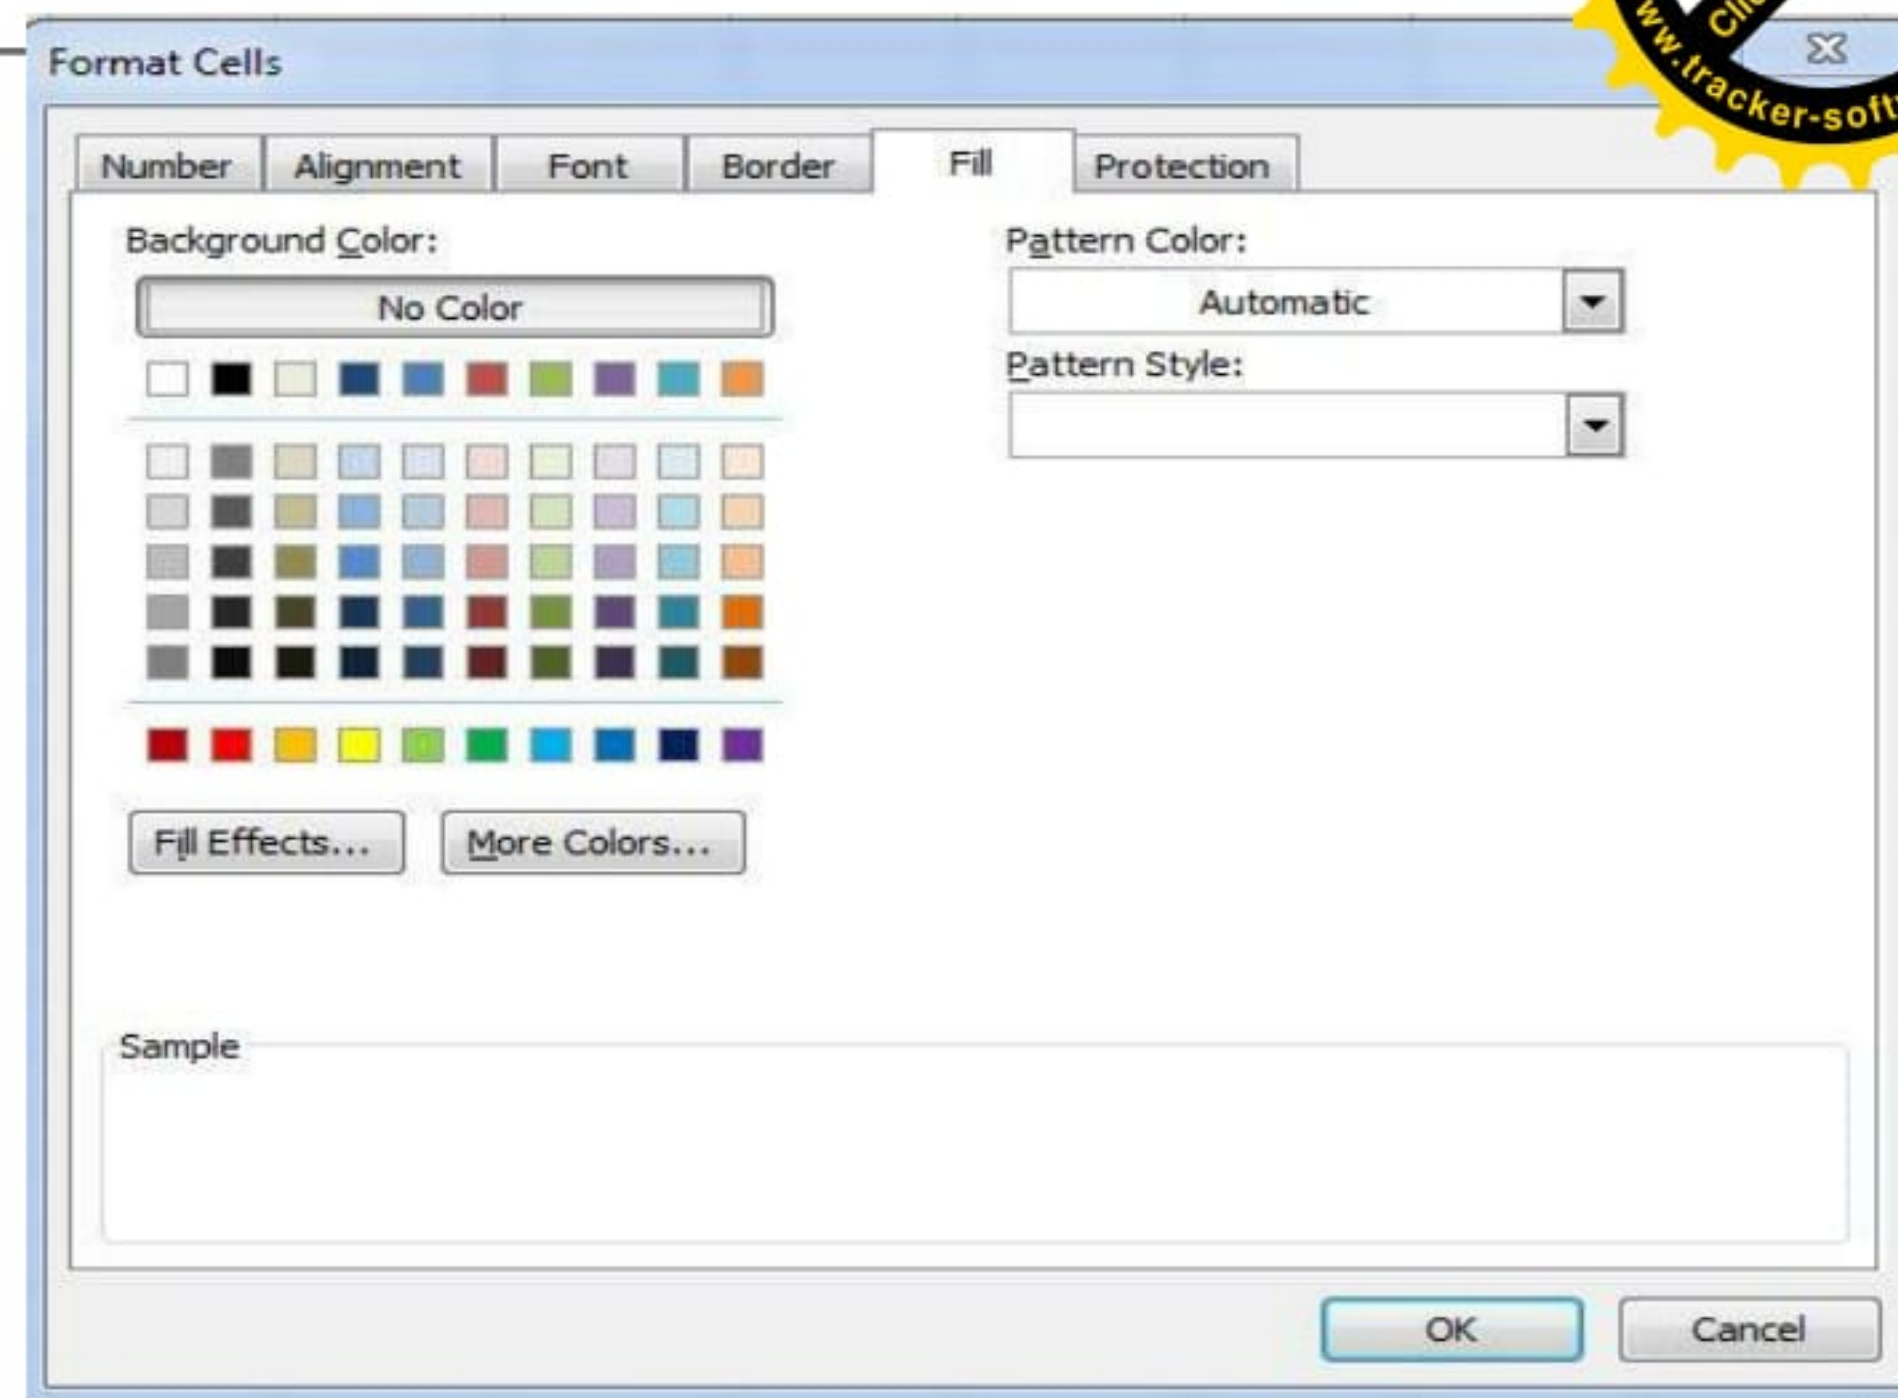 Format Cells
Number Alignment Font Border Fill Protection
Background Color:
No Color
Pattern Color:
Automatic
Pattern Style:
Fill Effects...
More Colors...
Sample
OK Cancel
w.tracker-soft